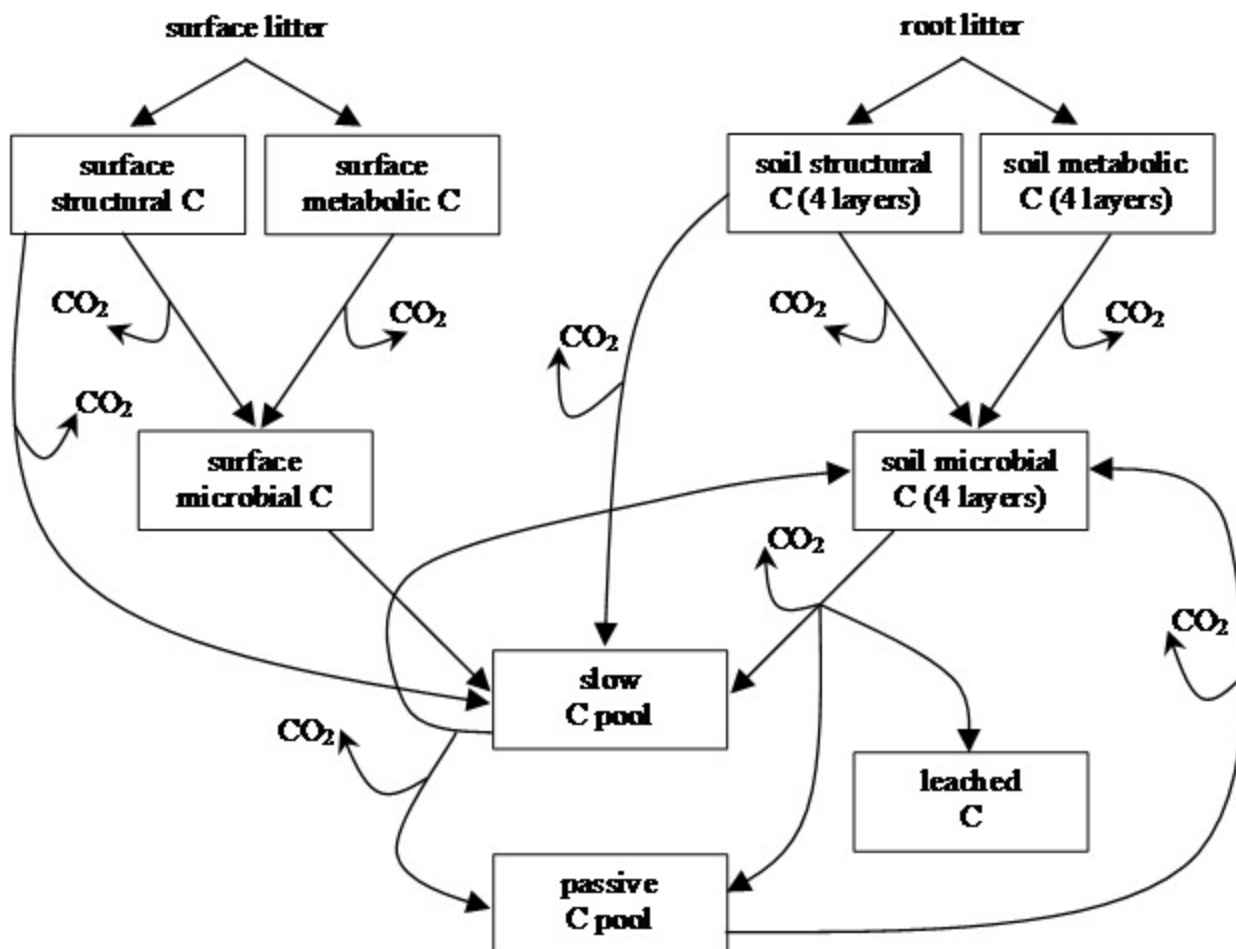 surface litter
root litter
surface
structural C
surface
metabolic C
soil structural
C (4 layers)
soil metabolic
C (4 layers)
CO₂
CO₂
CO₂
CO₂
CO₂
CO₂
surface
microbial C
soil microbial
C (4 layers)
CO₂
CO₂
slow
C pool
CO₂
leached
C
passive
C pool